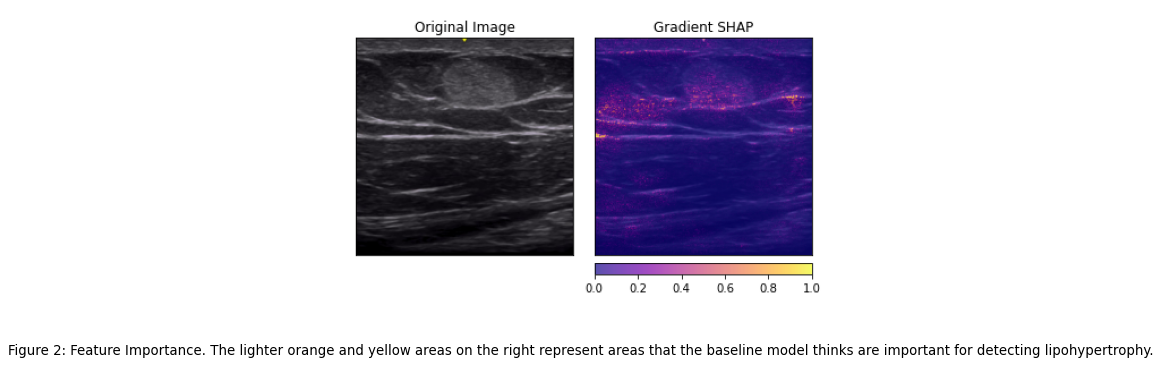 Original Image
Gradient SHAP
0.0 0.2 0.4 0.6 0.8 1.0
Figure 2: Feature Importance. The lighter orange and yellow areas on the right represent areas that the baseline model thinks are important for detecting lipohypertrophy.